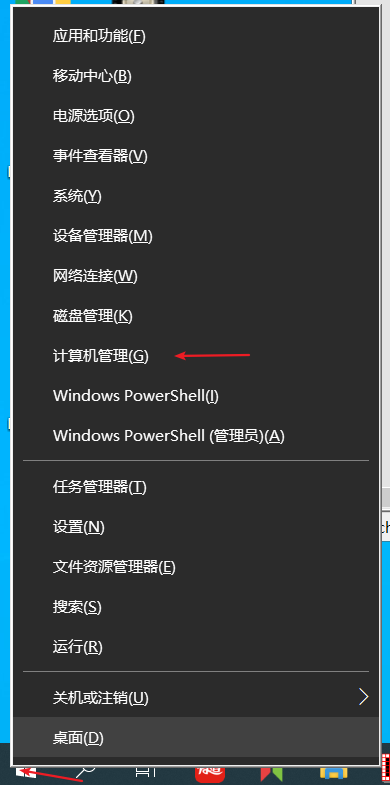 应用和功能(F)
移动中心(B)
电源选项(O)
事件查看器(V)
系统(Y)
设备管理器(M)
网络连接(W)
磁盘管理(K)
计算机管理(G)
Windows PowerShell(I)
Windows PowerShell (管理员)(A)
任务管理器(T)
设置(N)
文件资源管理器(E)
搜索(S)
运行(R)
关机或注销(U)
桌面(D)